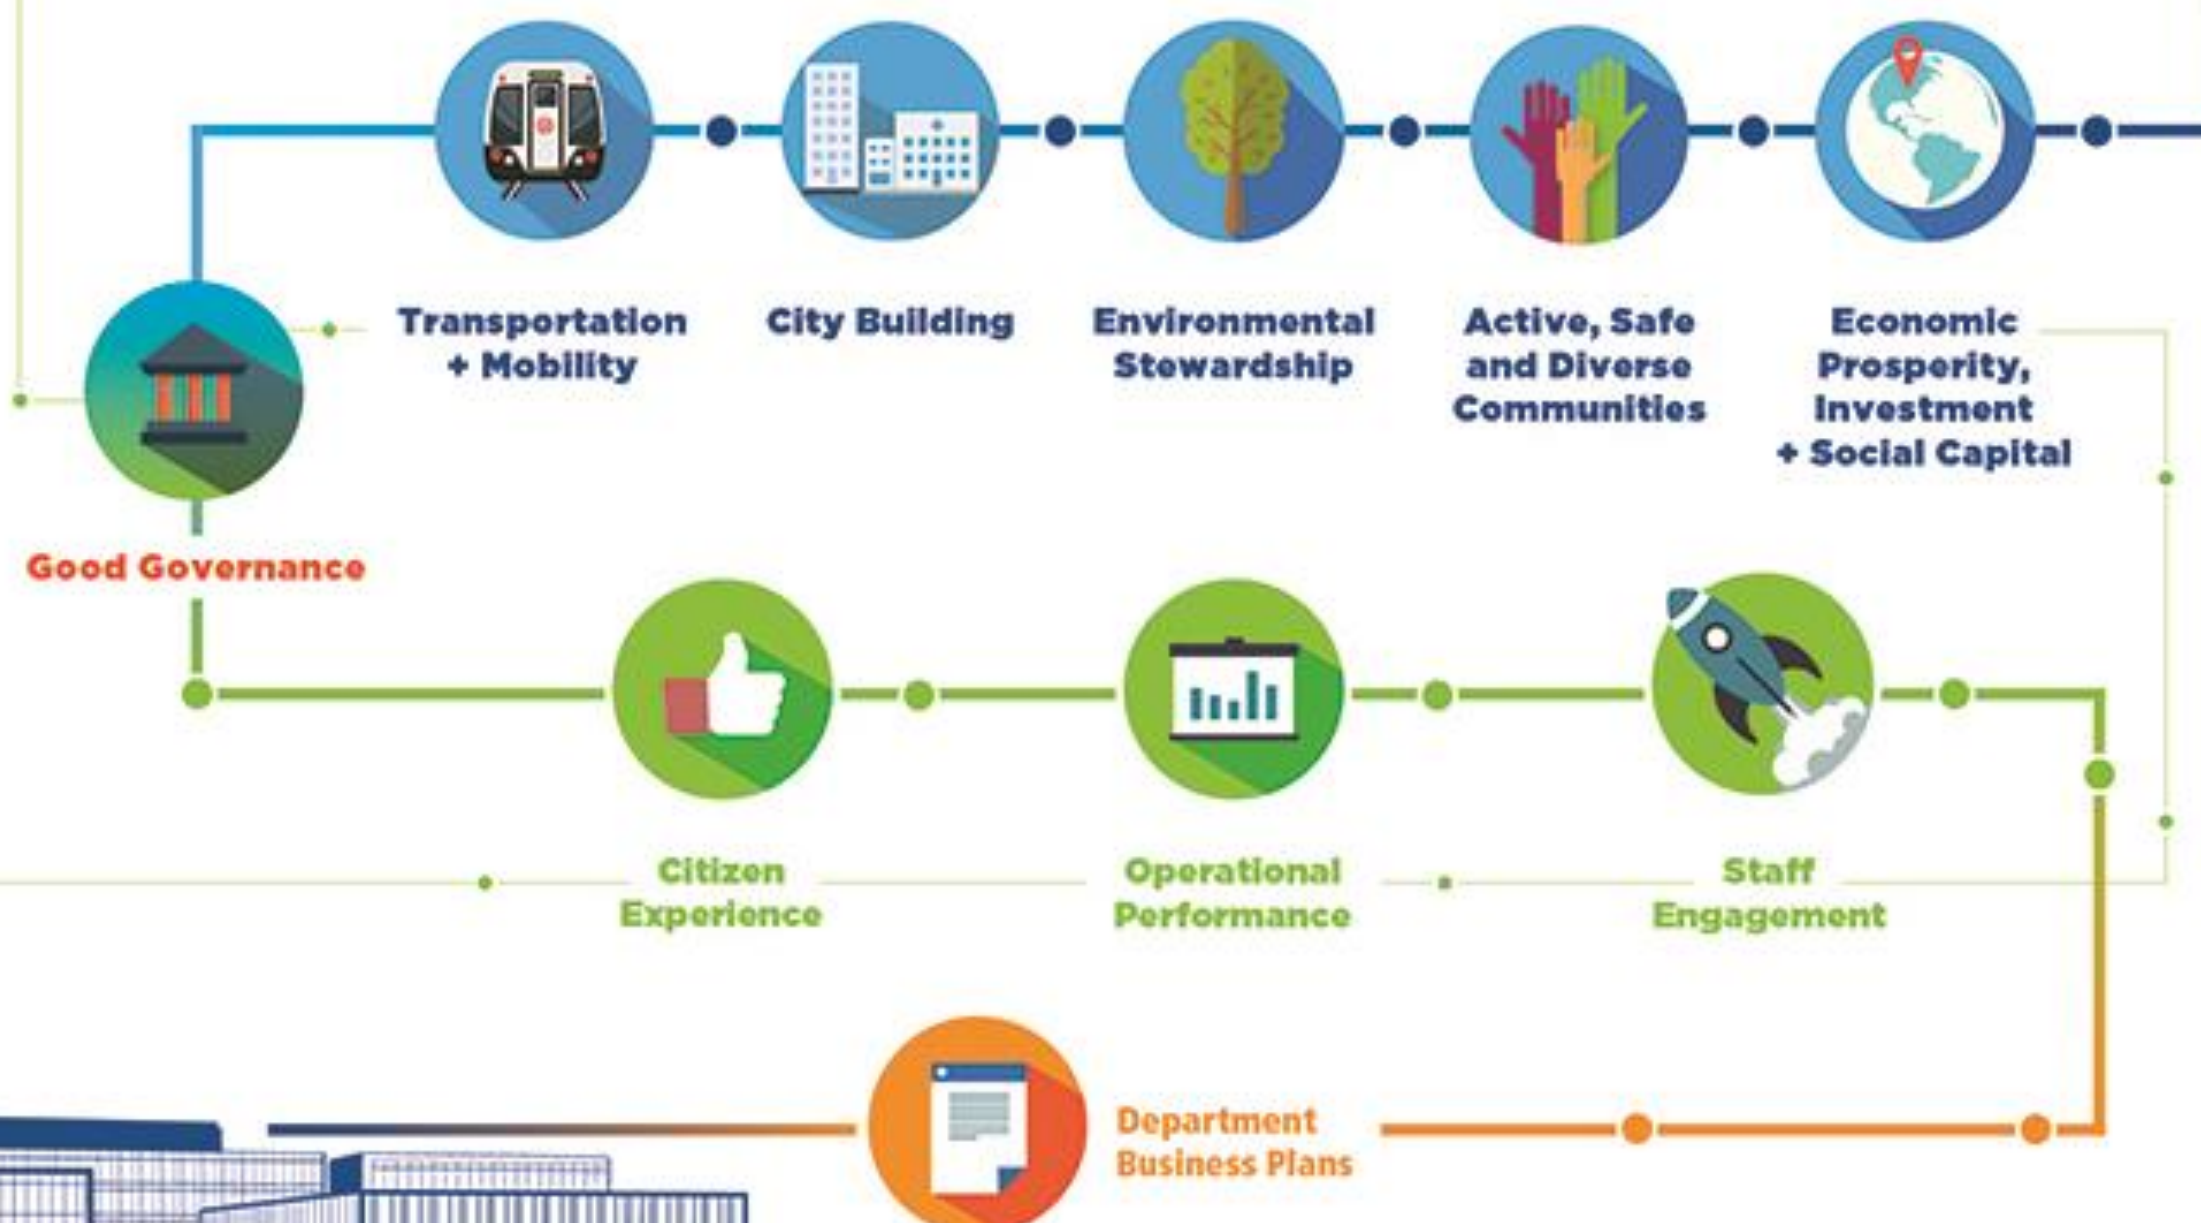 Transportation
+ Mobility
City Building
Environmental
Stewardship
Active, Safe
and Diverse
Communities
Economic
Prosperity,
Investment
+ Social Capital
Good Governance
Citizen
Experience
Operational
Performance
Staff
Engagement
Department
Business Plans